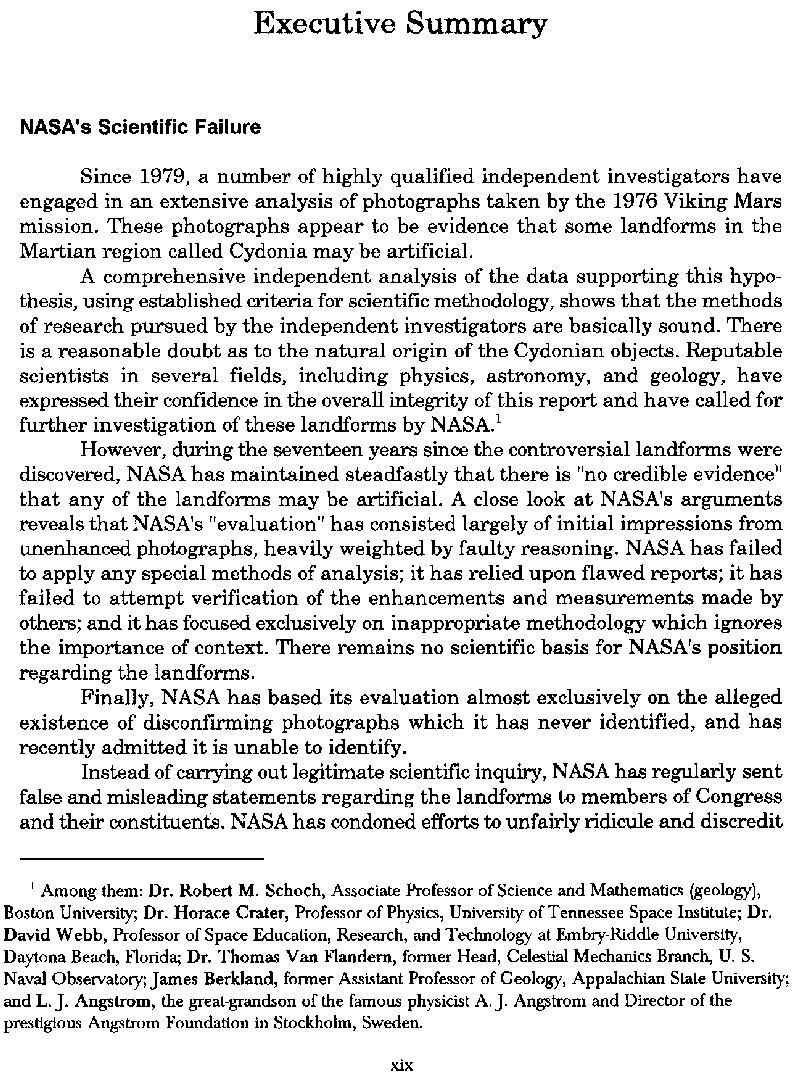 Executive Summary
NASA's Scientific Failure
Since 1979, a number of highly qualified independent investigators have
engaged in an extensive analysis of photographs taken by the 1976 Viking Mars
mission. These photographs appear to be evidence that some landforms in the
Martian region called Cydonia may be artificial.
A comprehensive independent analysis of the data supporting this hypo-
thesis, using established criteria for scientific methodology, shows that the methods
of research pursued by the independent investigators are basically sound. There
is a reasonable doubt as to the natural origin of the Cydonian objects. Reputable
scientists in several fields, including physics, astronomy, and geology, have
expressed their confidence in the overall integrity of this report and have called for
further investigation of these landforms by NASA.¹
However, during the seventeen years since the controversial landforms were
discovered, NASA has maintained steadfastly that there is "no credible evidence"
that any of the landforms may be artificial. A close look at NASA's arguments
reveals that NASA's "evaluation" has consisted largely of initial impressions from
unenhanced photographs, heavily weighted by faulty reasoning. NASA has failed
to apply any special methods of analysis; it has relied upon flawed reports; it has
failed to attempt verification of the enhancements and measurements made by
others; and it has focused exclusively on inappropriate methodology which ignores
the importance of context. There remains no scientific basis for NASA's position
regarding the landforms.
Finally, NASA has based its evaluation almost exclusively on the alleged
existence of disconfirming photographs which it has never identified, and has
recently admitted it is unable to identify.
Instead of carrying out legitimate scientific inquiry, NASA has regularly sent
false and misleading statements regarding the landforms to members of Congress
and their constituents. NASA has condoned efforts to unfairly ridicule and discredit
¹ Among them: Dr. Robert M. Schoch, Associate Professor of Science and Mathematics (geology),
Boston University; Dr. Horace Crater, Professor of Physics, University of Tennessee Space Institute; Dr.
David Webb, Professor of Space Education, Research, and Technology at Embry-Riddle University,
Daytona Beach, Florida; Dr. Thomas Van Flandern, former Head, Celestial Mechanics Branch, U. S.
Naval Observatory; James Berkland, former Assistant Professor of Geology, Appalachian State University;
and L. J. Angstrom, the great-grandson of the famous physicist A. J. Angstrom and Director of the
prestigious Angstrom Foundation in Stockholm, Sweden.
xix